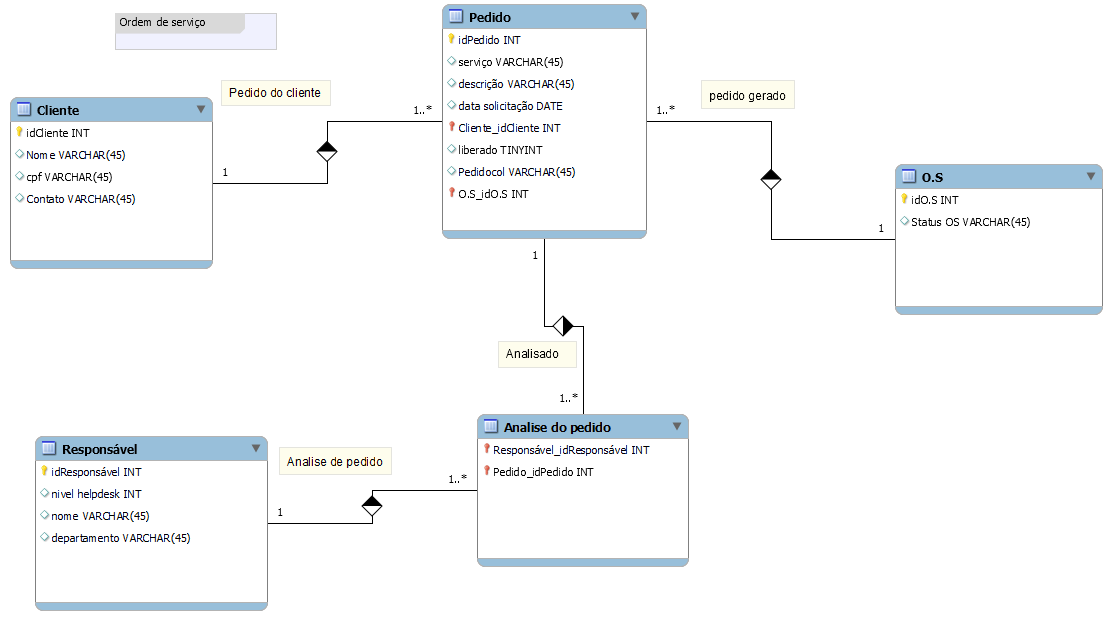 Ordem de serviço
Pedido
idPedido INT
serviço VARCHAR(45)
descrição VARCHAR(45)
data solicitação DATE
Cliente_idCliente INT
liberado TINYINT
Pedidocol VARCHAR(45)
O.S_idO.S INT
Pedido do cliente
1..*
1
Cliente
idCliente INT
Nome VARCHAR(45)
cpf VARCHAR(45)
Contato VARCHAR(45)
pedido gerado
1..*
1
O.S
idO.S INT
Status OS VARCHAR(45)
1
Analisado
1..*
Analise do pedido
Responsável_idResponsável INT
Pedido_idPedido INT
Analise de pedido
1..*
1
Responsável
idResponsável INT
nivel helpdesk INT
nome VARCHAR(45)
departamento VARCHAR(45)